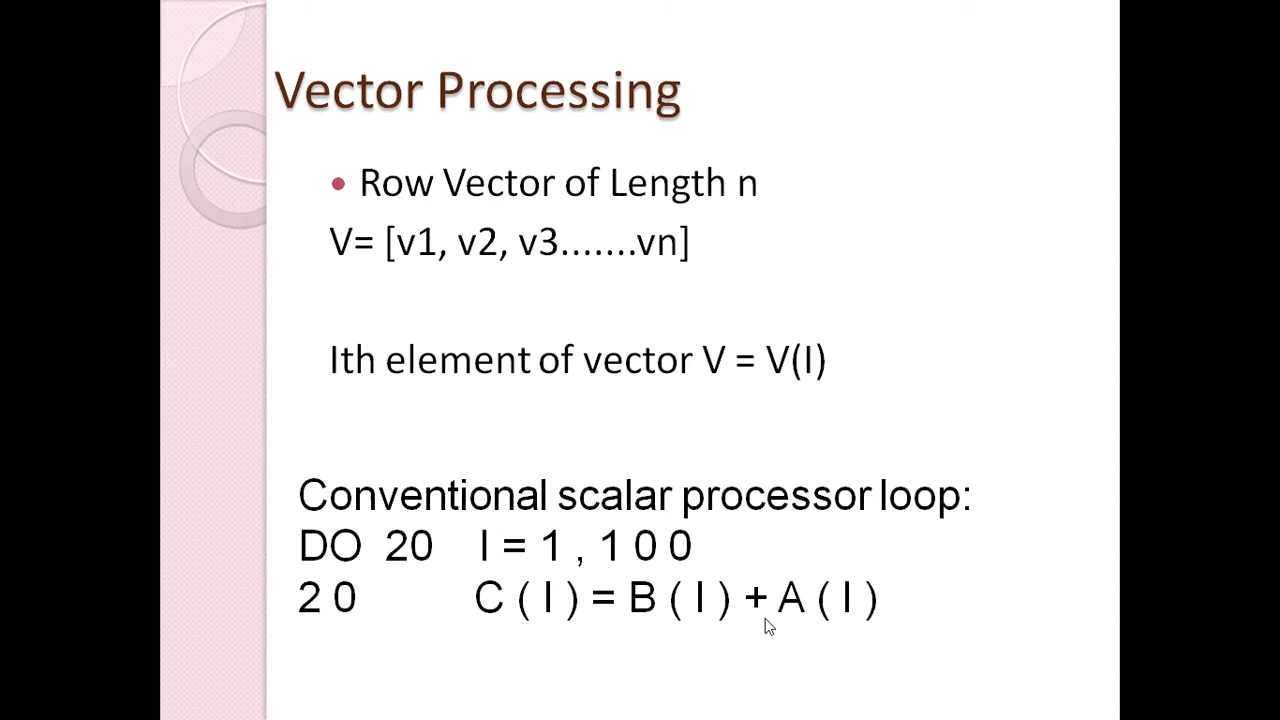 Vector Processing
• Row Vector of Length n
V= [v1, v2, v3.......vn]
Ith element of vector V = V(I)
Conventional scalar processor loop:
DO 20 I = 1 , 1 0 0
2 0 C ( I ) = B ( I ) + A ( I )